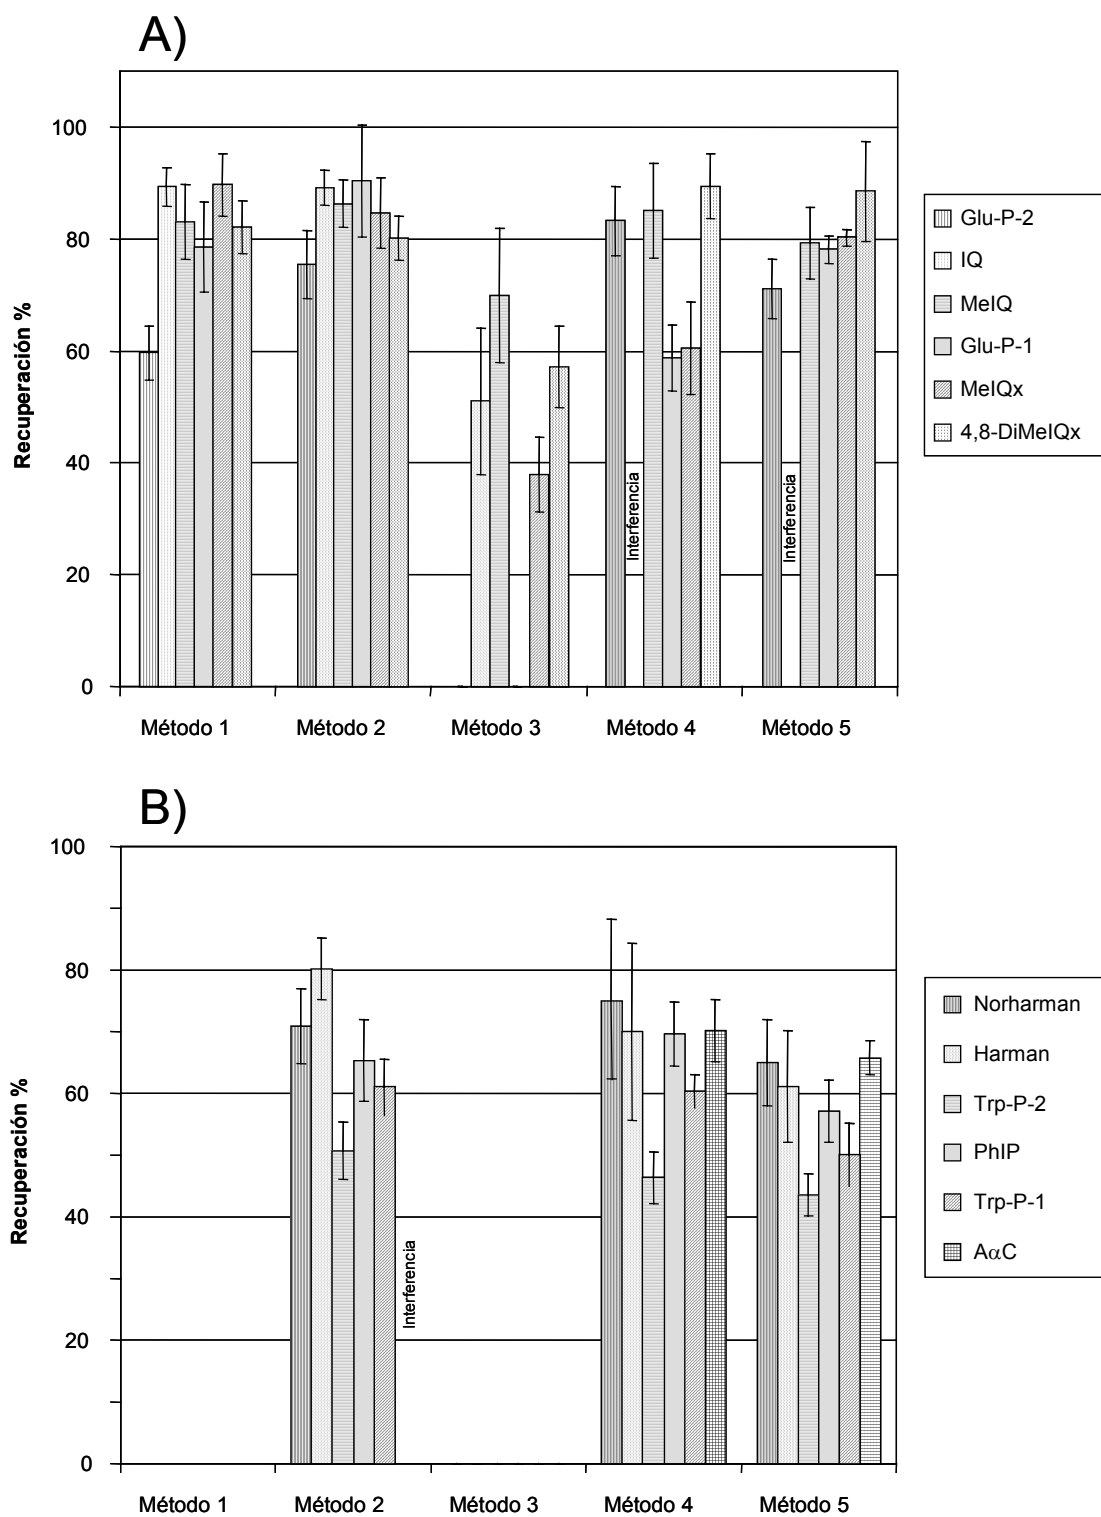 A)
Recuperación %
100
80
60
40
20
0
Interferencia
Interferencia
Método 1
Método 2
Método 3
Método 4
Método 5
Glu-P-2
IQ
MeIQ
Glu-P-1
MeIQx
4,8-DiMeIQx
B)
Recuperación %
100
80
60
40
20
0
Interferencia
Método 1
Método 2
Método 3
Método 4
Método 5
Norharman
Harman
Trp-P-2
PhIP
Trp-P-1
AαC